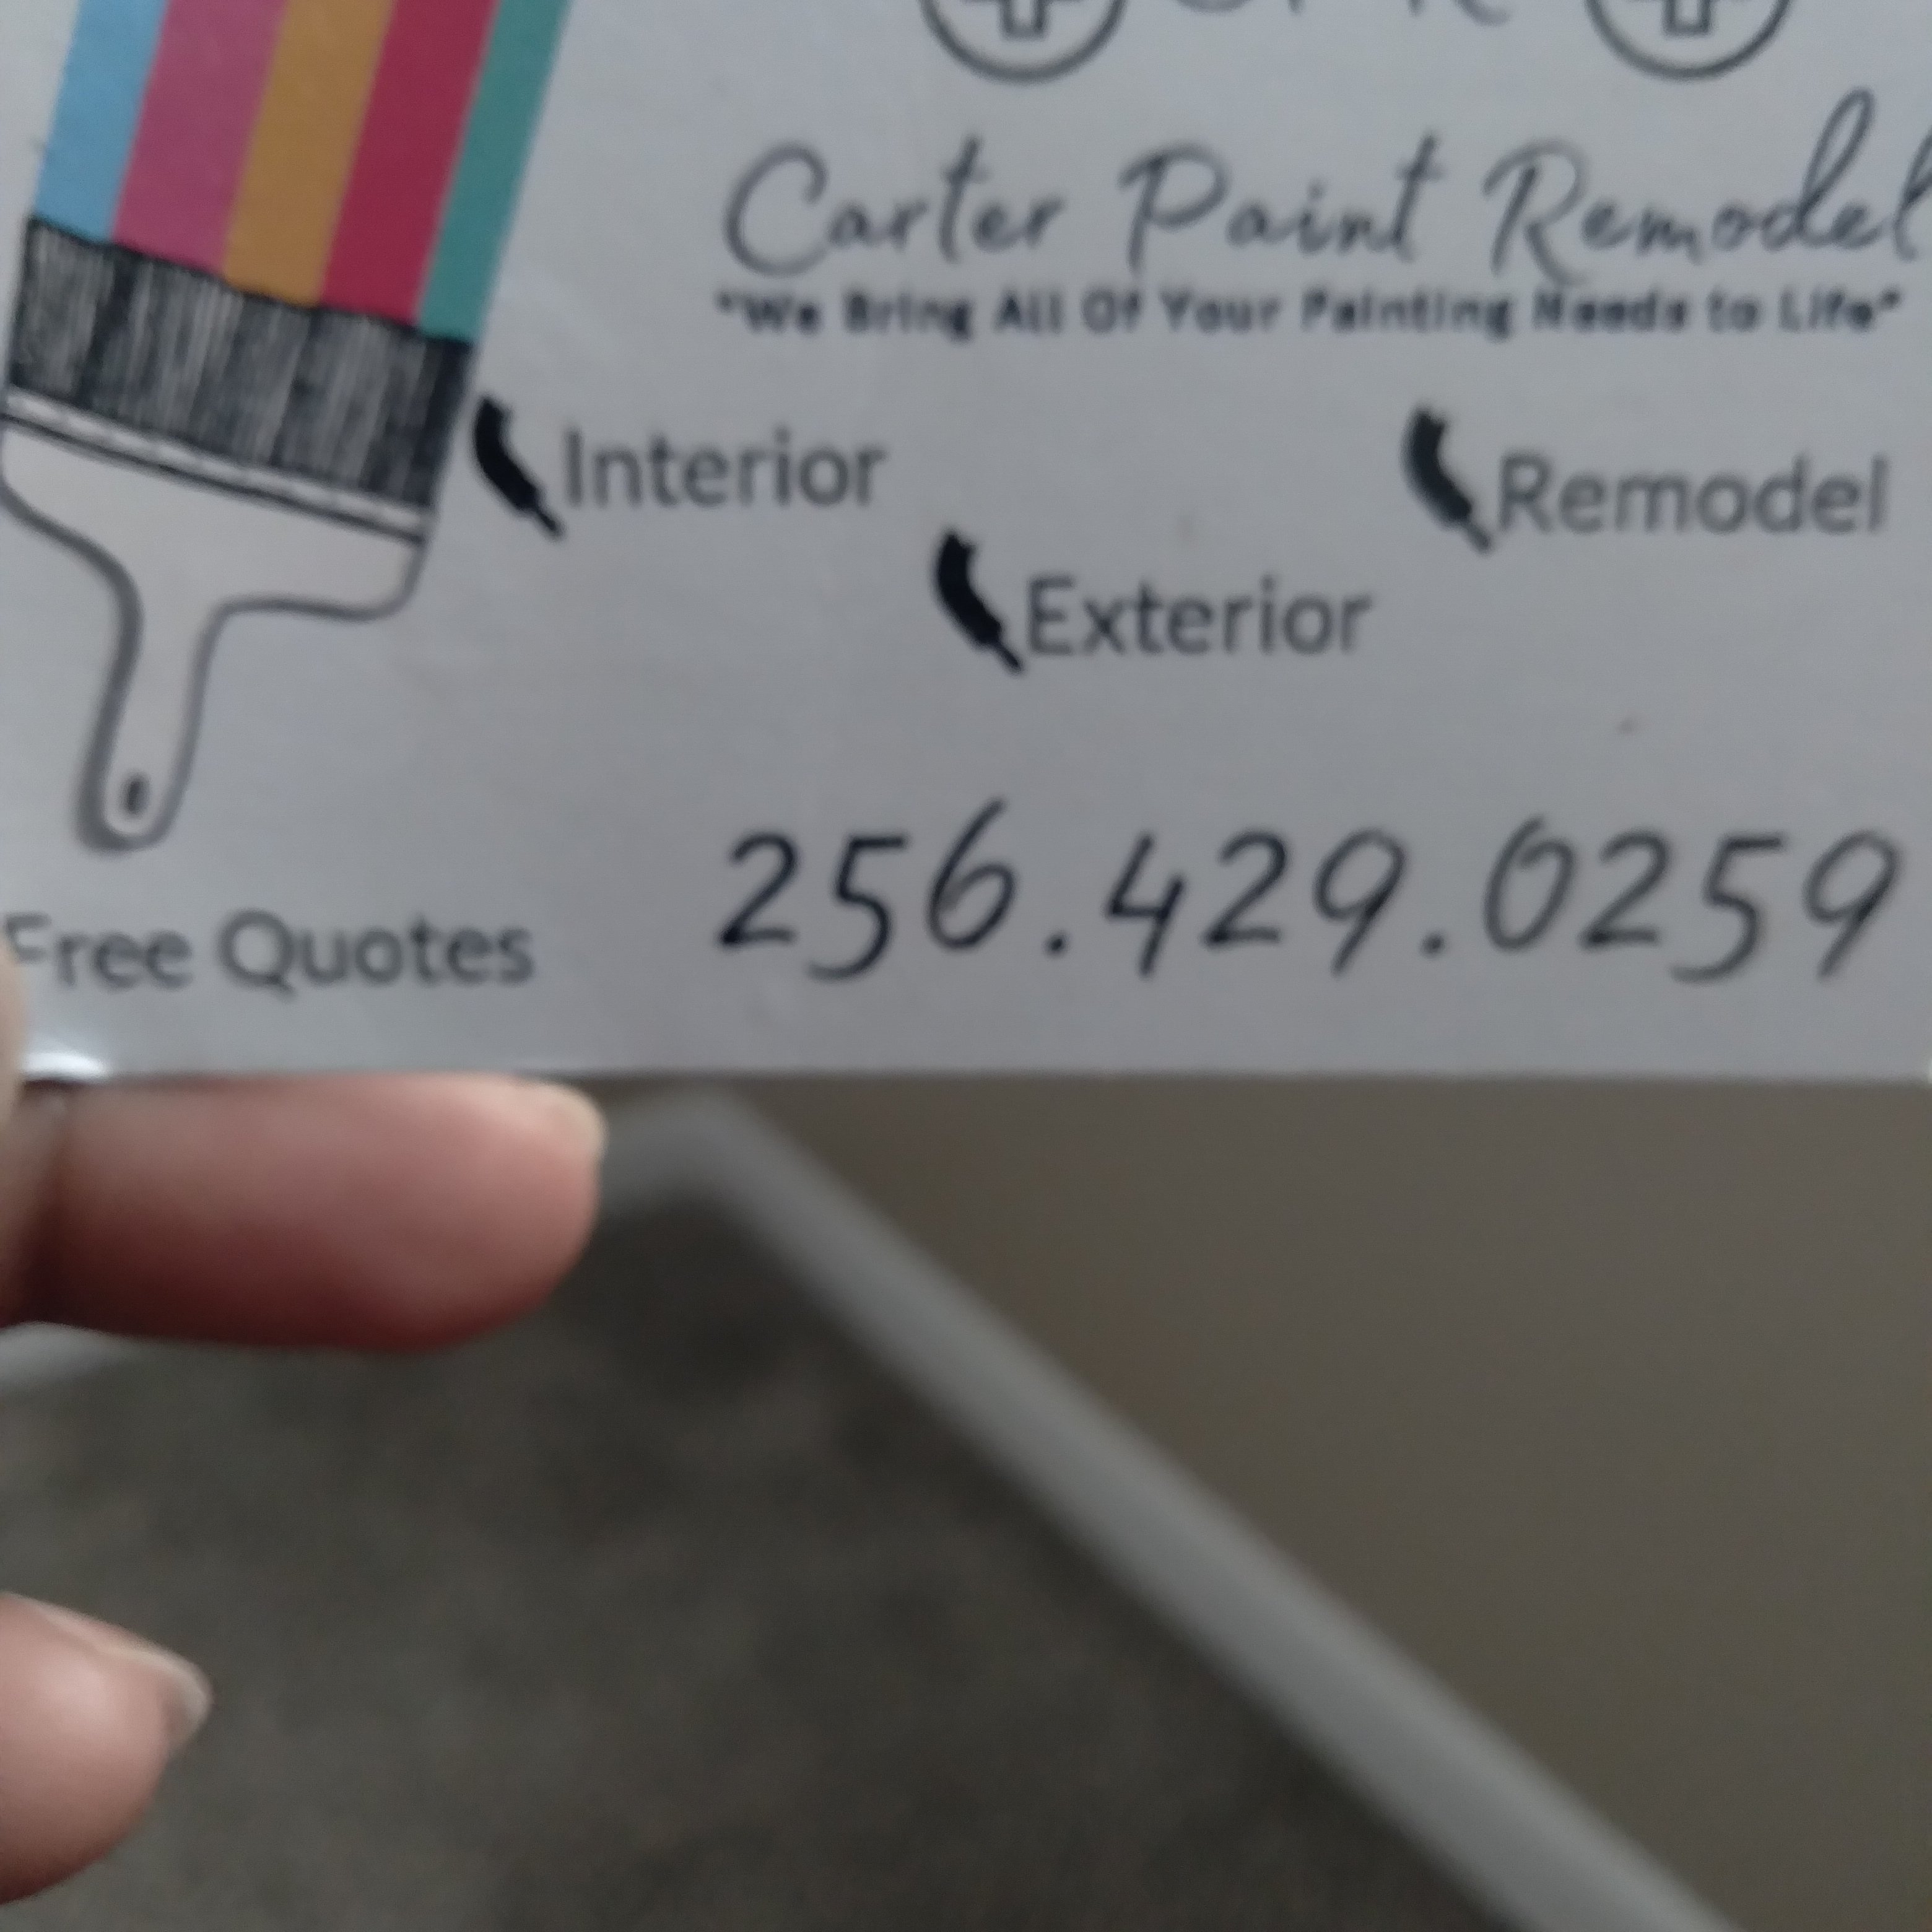 Carter Paint Remodel
"We Bring All Of Your Painting Needs to Life"
Interior
Remodel
Exterior
256.429.0259
Free Quotes